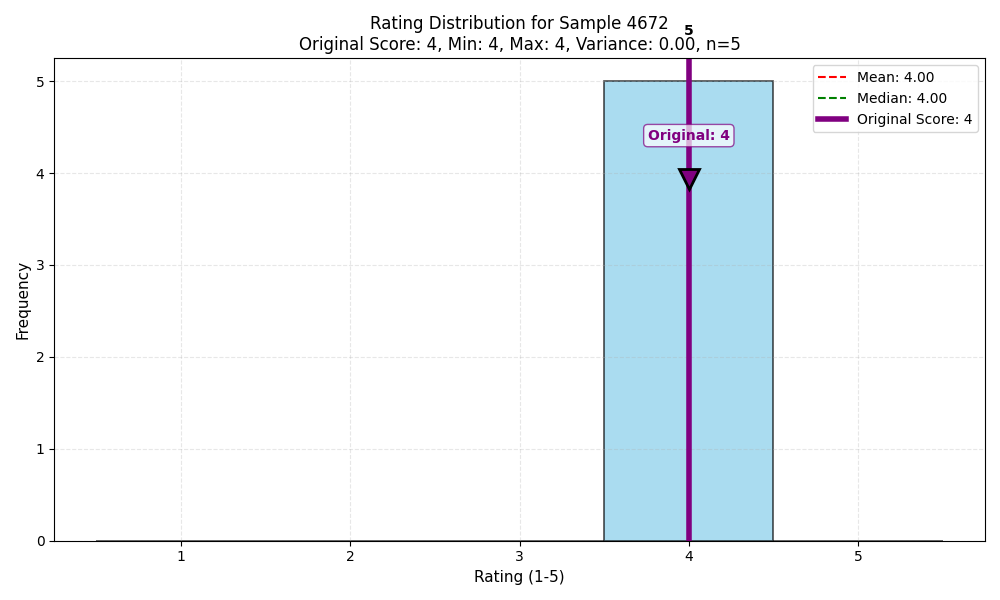 Rating Distribution for Sample 4672
Original Score: 4, Min: 4, Max: 4, Variance: 0.00, n=5
5
Mean: 4.00
Median: 4.00
Original Score: 4
Original: 4
Frequency
5
4
3
2
1
0
1 2 3 4 5
Rating (1-5)